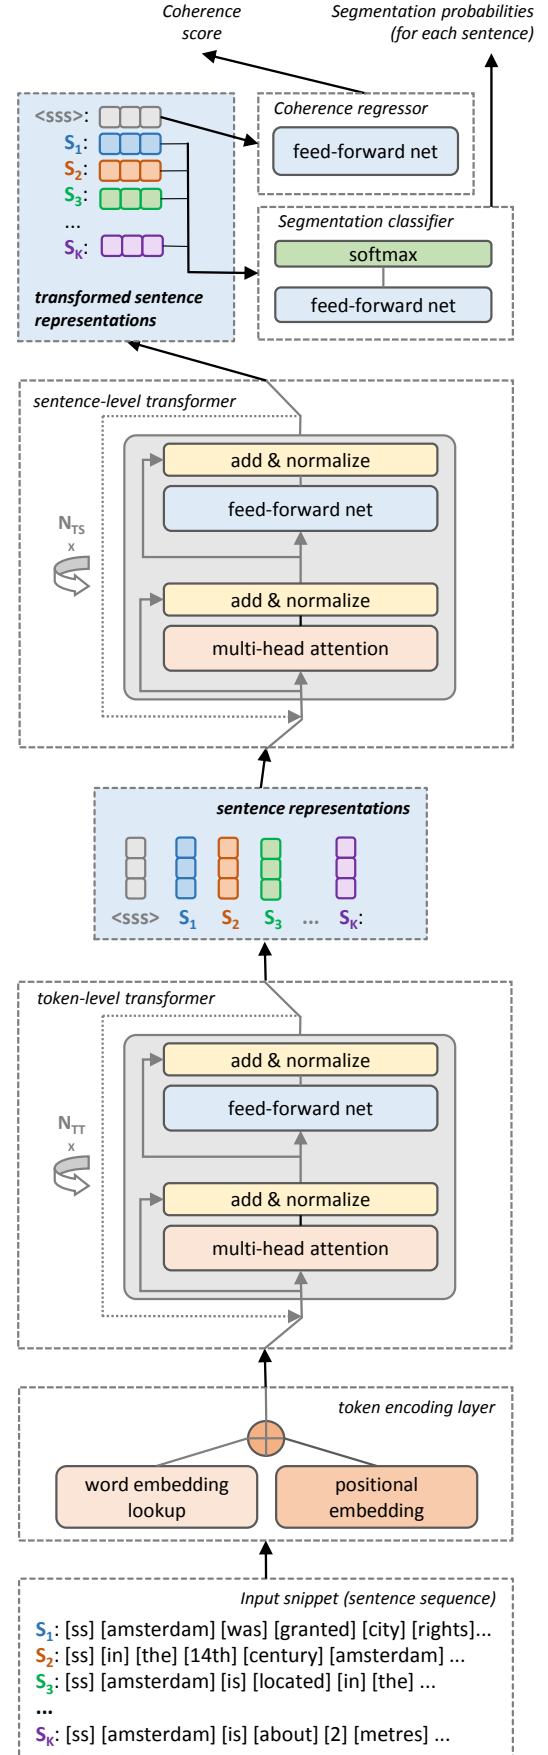 Coherence
score
Segmentation probabilities
(for each sentence)
<sss>:
S1:
S2:
S3:
...
SK:
transformed sentence
representations
Coherence regressor
feed-forward net
Segmentation classifier
softmax
feed-forward net
sentence-level transformer
add & normalize
feed-forward net
NTS
x
add & normalize
multi-head attention
sentence representations
<sss> S1 S2 S3 ... SK:
token-level transformer
add & normalize
feed-forward net
NTT
x
add & normalize
multi-head attention
token encoding layer
word embedding
lookup
positional
embedding
Input snippet (sentence sequence)
S1: [ss] [amsterdam] [was] [granted] [city] [rights]...
S2: [ss] [in] [the] [14th] [century] [amsterdam] ...
S3: [ss] [amsterdam] [is] [located] [in] [the] ...
...
SK: [ss] [amsterdam] [is] [about] [2] [metres] ...